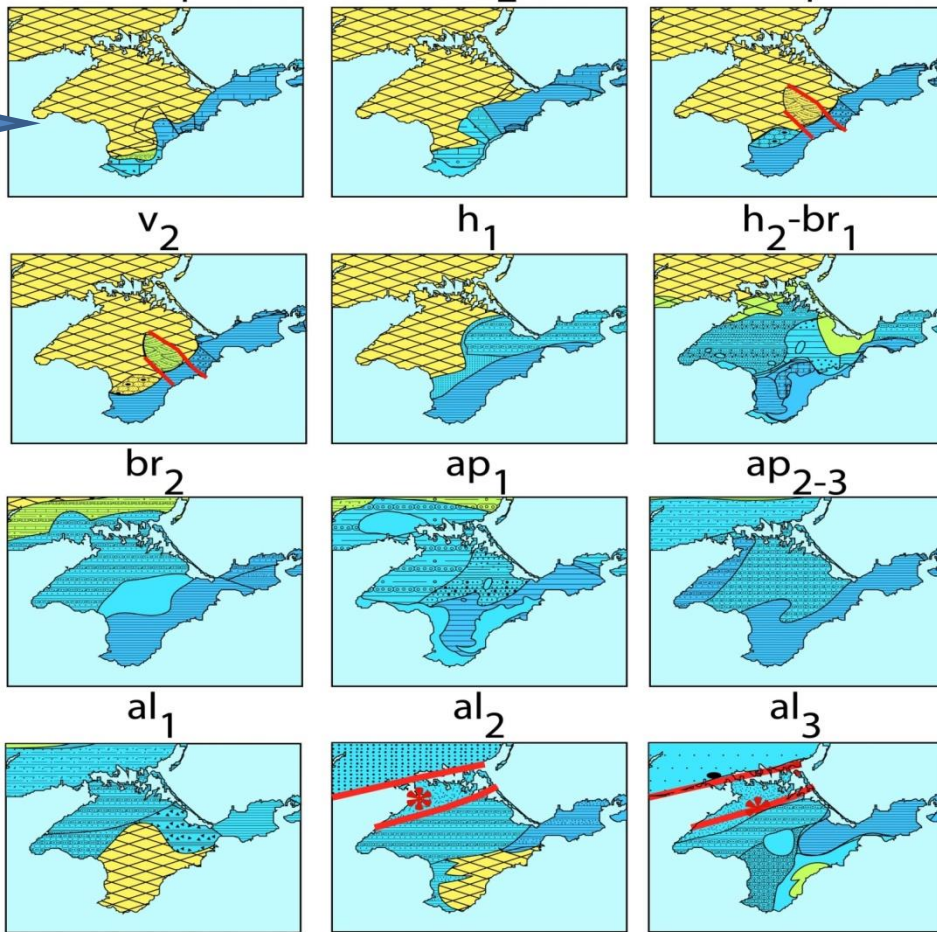 v₂ h₁ h₂-br₁
br₂ ap₁ ap₂₋₃
al₁ al₂ al₃